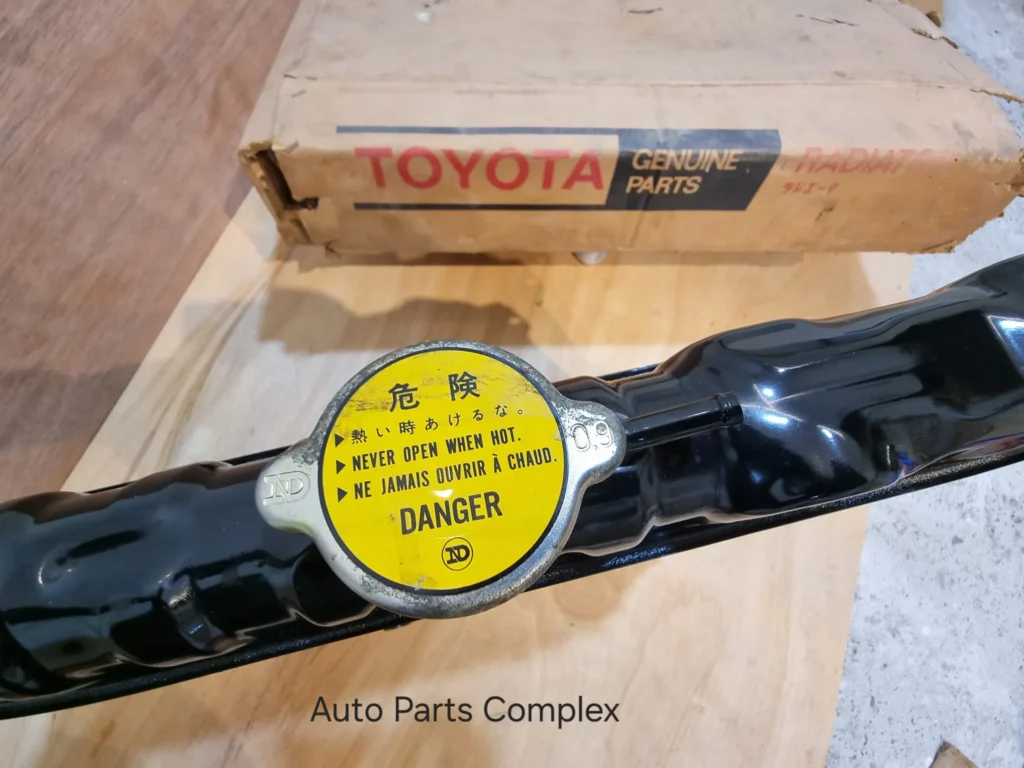 TOYOTA
GENUINE
PARTS
危 険
▶熱い時あけるな。
▶NEVER OPEN WHEN HOT.
▶NE JAMAIS OUVRIR À CHAUD.
DANGER
ND
ND
0.9
Auto Parts Complex